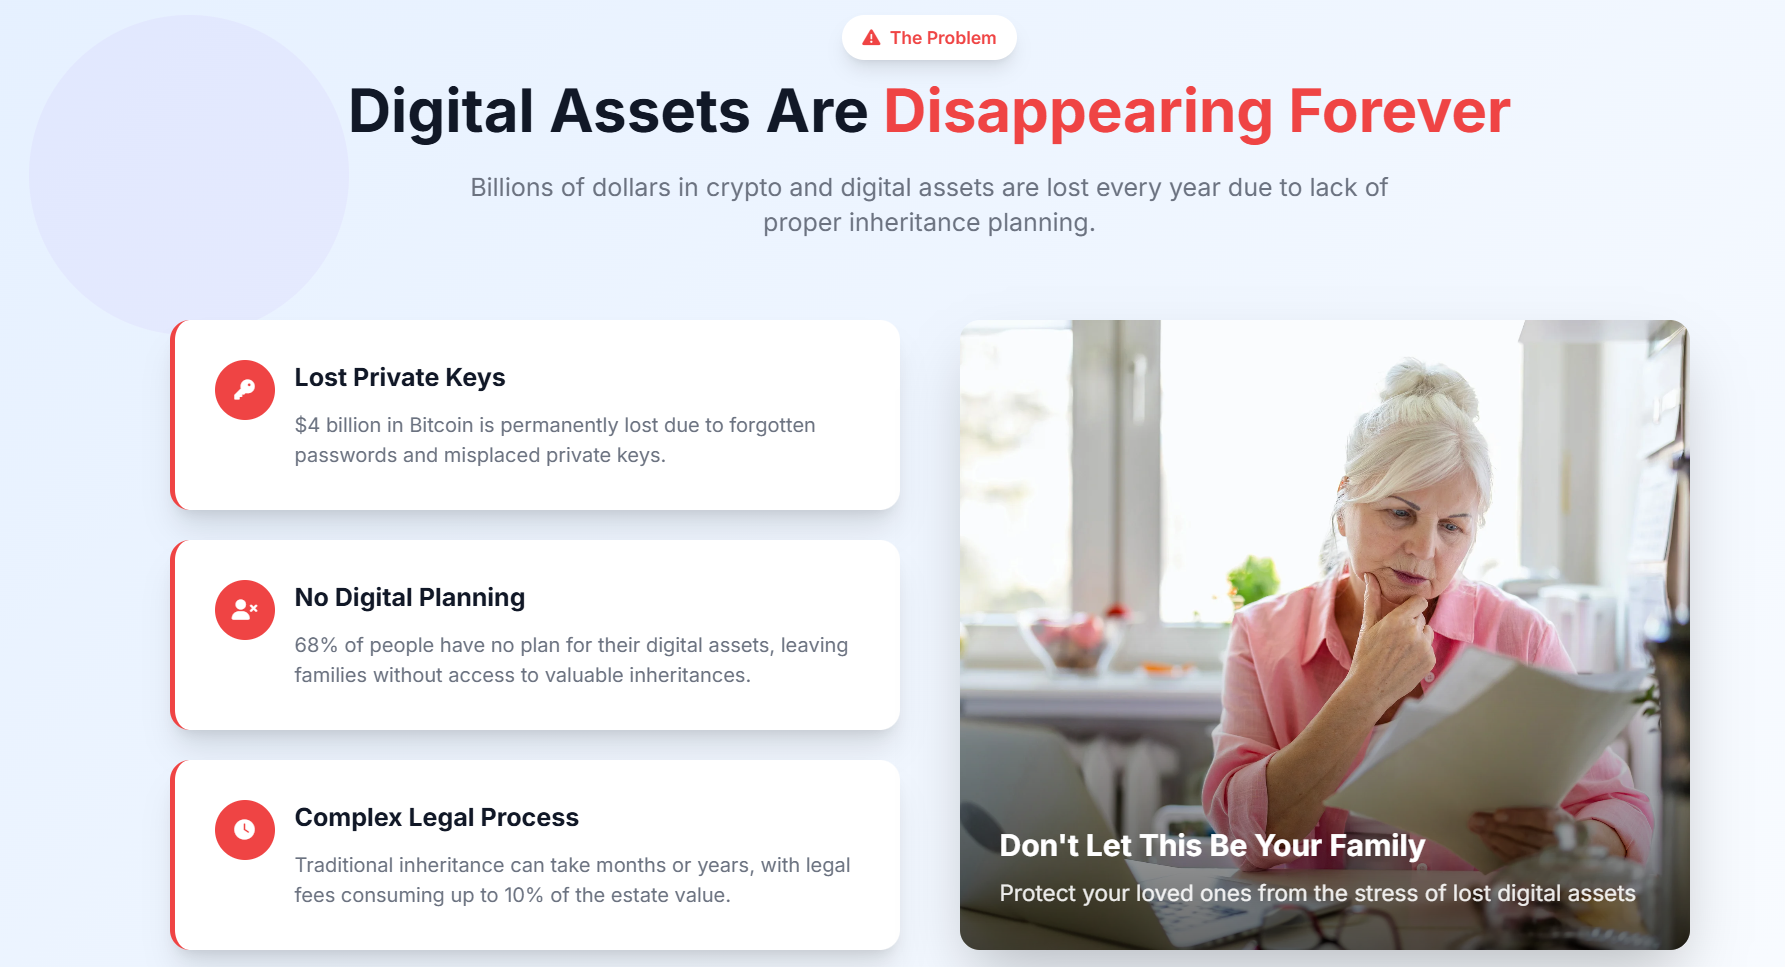 The Problem
Digital Assets Are Disappearing Forever
Billions of dollars in crypto and digital assets are lost every year due to lack of
proper inheritance planning.
Lost Private Keys
$4 billion in Bitcoin is permanently lost due to forgotten
passwords and misplaced private keys.
No Digital Planning
68% of people have no plan for their digital assets, leaving
families without access to valuable inheritances.
Complex Legal Process
Traditional inheritance can take months or years, with legal
fees consuming up to 10% of the estate value.
Don't Let This Be Your Family
Protect your loved ones from the stress of lost digital assets